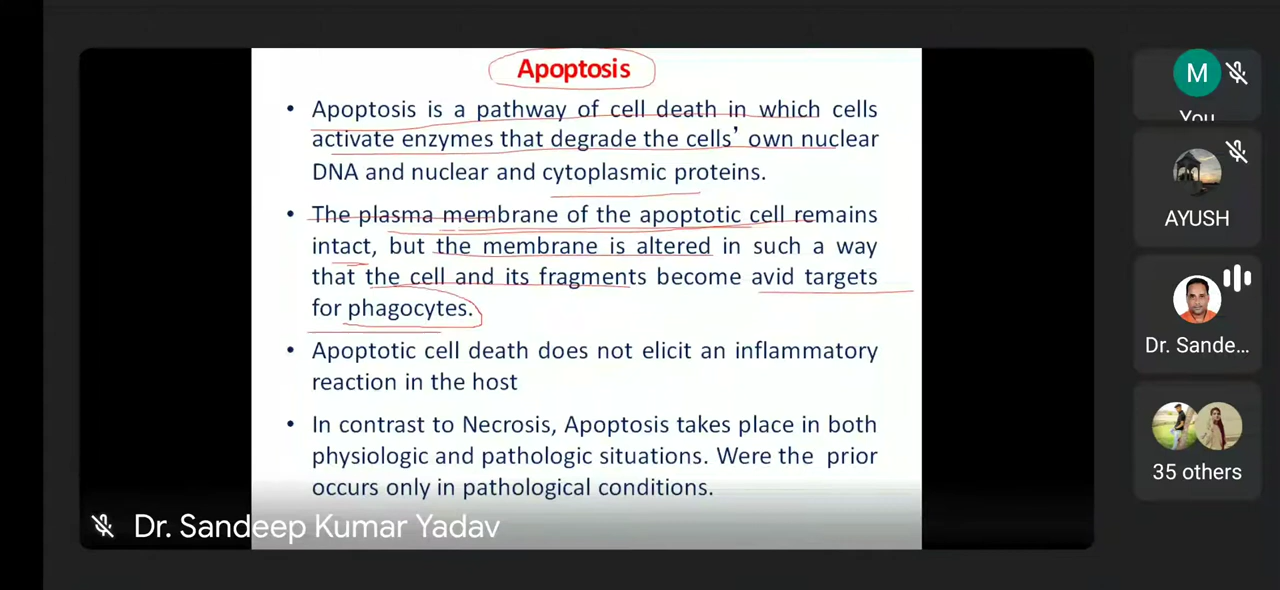 Apoptosis
• Apoptosis is a pathway of cell death in which cells
activate enzymes that degrade the cells’ own nuclear
DNA and nuclear and cytoplasmic proteins.
• The plasma membrane of the apoptotic cell remains
intact, but the membrane is altered in such a way
that the cell and its fragments become avid targets
for phagocytes.
• Apoptotic cell death does not elicit an inflammatory
reaction in the host
• In contrast to Necrosis, Apoptosis takes place in both
physiologic and pathologic situations. Were the prior
occurs only in pathological conditions.
Dr. Sandeep Kumar Yadav
M
You
AYUSH
Dr. Sande...
35 others